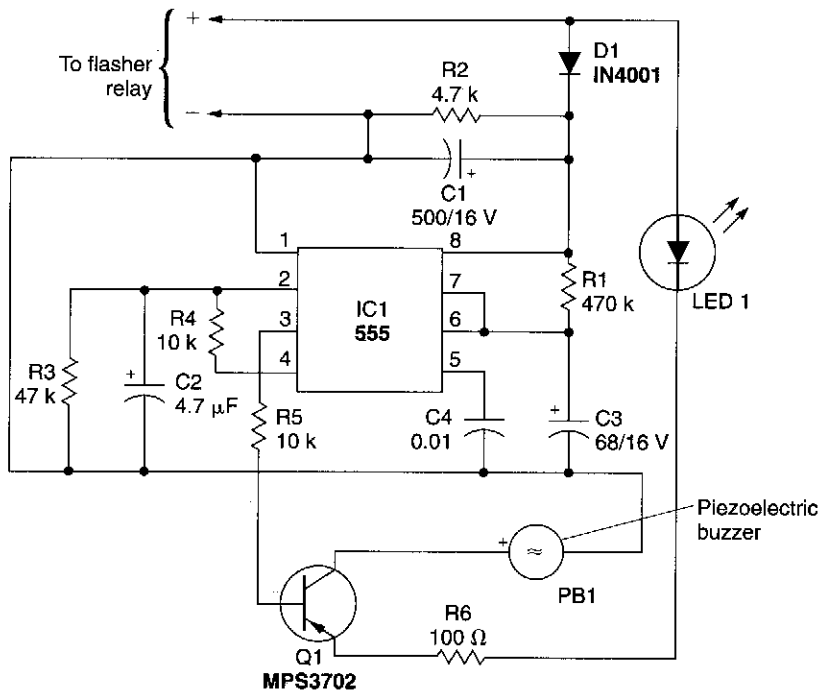 +
D1
IN4001
To flasher
relay
R2
4.7 k
−
+
C1
500/16 V
1
8
2
7
3
6
4
5
IC1
555
R1
470 k
LED 1
R4
10 k
R3
47 k
+
C2
4.7 μF
R5
10 k
C4
0.01
+
C3
68/16 V
Piezoelectric
buzzer
+
≈
PB1
R6
100 Ω
Q1
MPS3702